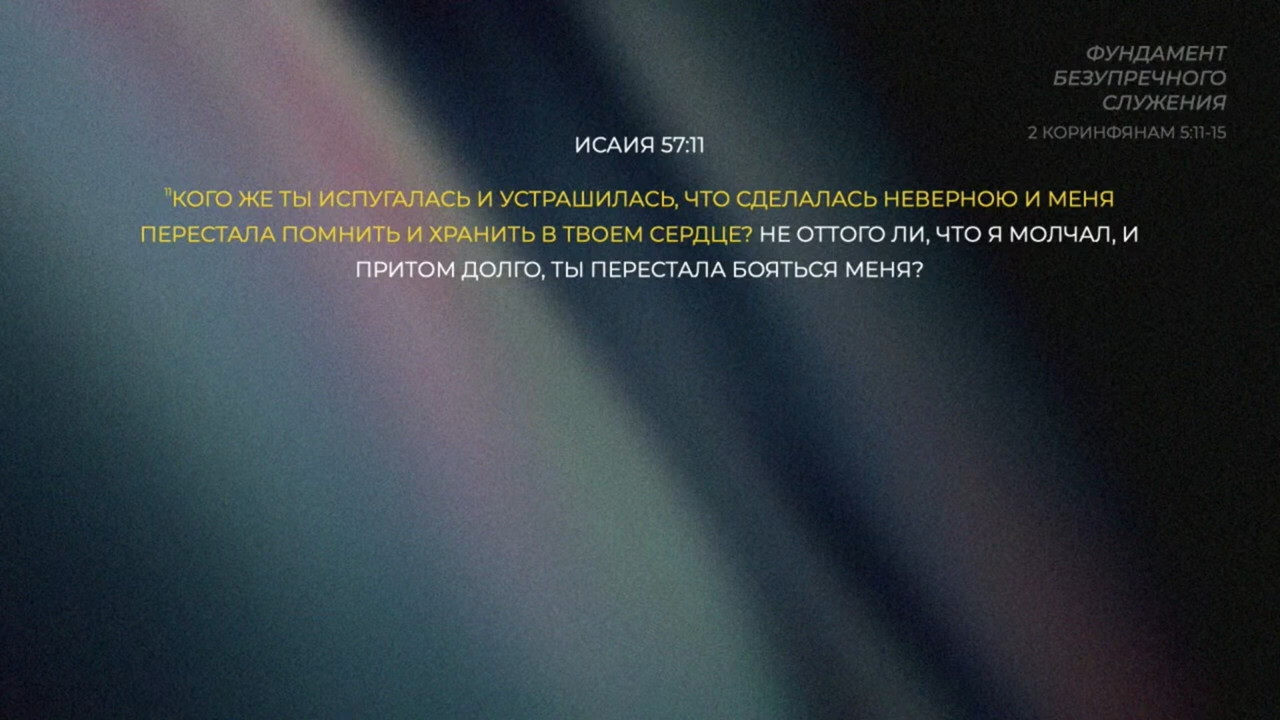 ФУНДАМЕНТ
БЕЗУПРЕЧНОГО
СЛУЖЕНИЯ
2 КОРИНФЯНАМ 5:11-15
ИСАИЯ 57:11
¹¹КОГО ЖЕ ТЫ ИСПУГАЛАСЬ И УСТРАШИЛАСЬ, ЧТО СДЕЛАЛАСЬ НЕВЕРНОЮ И МЕНЯ
ПЕРЕСТАЛА ПОМНИТЬ И ХРАНИТЬ В ТВОЕМ СЕРДЦЕ? НЕ ОТТОГО ЛИ, ЧТО Я МОЛЧАЛ, И
ПРИТОМ ДОЛГО, ТЫ ПЕРЕСТАЛА БОЯТЬСЯ МЕНЯ?